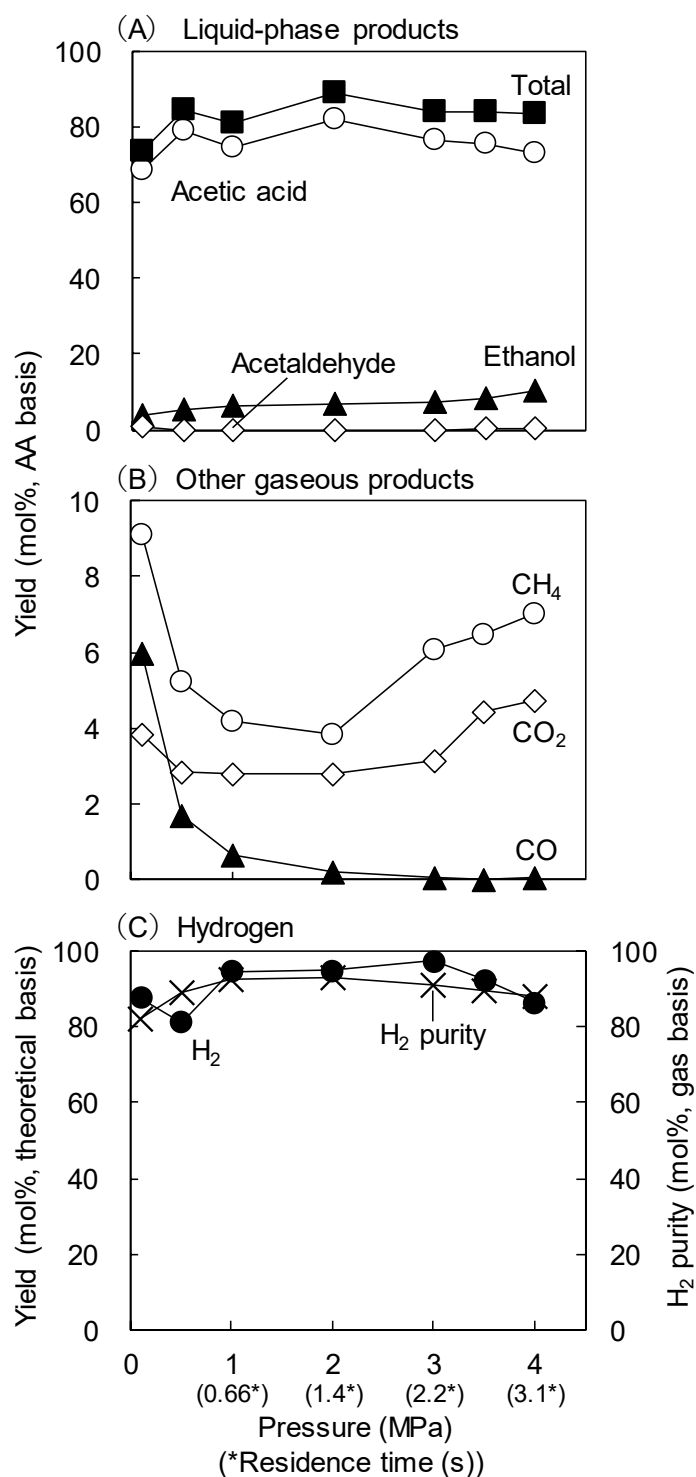 (A) Liquid-phase products
100
80
60
40
20
0
Total
Acetic acid
Acetaldehyde
Ethanol
Yield (mol%, AA basis)
(B) Other gaseous products
10
8
6
4
2
0
CH₄
CO₂
CO
(C) Hydrogen
100
80
60
40
20
0
H₂
H₂ purity
100
80
60
40
20
0
Yield (mol%, theoretical basis)
H₂ purity (mol%, gas basis)
0 1 2 3 4
(0.66*) (1.4*) (2.2*) (3.1*)
Pressure (MPa)
(*Residence time (s))